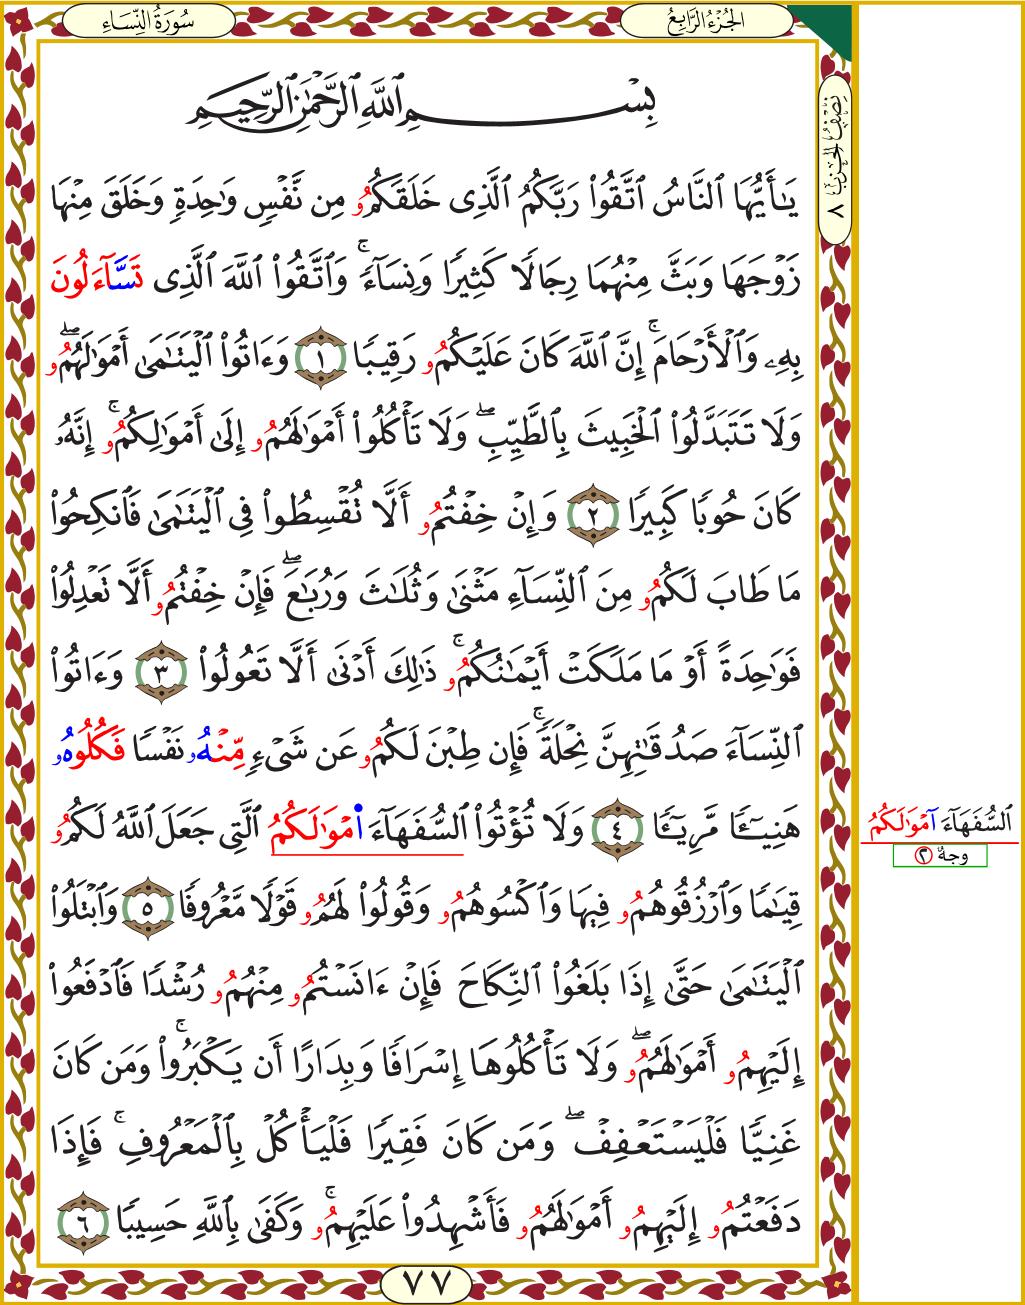 سُورَةُ النِّسَاءِ
الجُزْءُ الرَّابِعُ
نِصْفُ الحِزْبِ ٨
بِسْمِ ٱللَّهِ ٱلرَّحْمَٰنِ ٱلرَّحِيمِ
يَٰٓأَيُّهَا ٱلنَّاسُ ٱتَّقُوا۟ رَبَّكُمُۥ ٱلَّذِى خَلَقَكُمُۥ مِن نَّفْسٍ وَٰحِدَةٍ وَخَلَقَ مِنْهَا
زَوْجَهَا وَبَثَّ مِنْهُمَا رِجَالًا كَثِيرًا وَنِسَآءً ۚ وَٱتَّقُوا۟ ٱللَّهَ ٱلَّذِى تَسَّآءَلُونَ
بِهِۦ وَٱلْأَرْحَامَ ۚ إِنَّ ٱللَّهَ كَانَ عَلَيْكُمُۥ رَقِيبًا ١ وَءَاتُوا۟ ٱلْيَتَٰمَىٰ أَمْوَٰلَهُمُۥ ۖ
وَلَا تَتَبَدَّلُوا۟ ٱلْخَبِيثَ بِٱلطَّيِّبِ ۖ وَلَا تَأْكُلُوٓا۟ أَمْوَٰلَهُمُۥ إِلَىٰ أَمْوَٰلِكُمُۥ ۚ إِنَّهُۥ
كَانَ حُوبًا كَبِيرًا ٢ وَإِنْ خِفْتُمُۥ أَلَّا تُقْسِطُوا۟ فِى ٱلْيَتَٰمَىٰ فَٱنكِحُوا۟
مَا طَابَ لَكُمُۥ مِنَ ٱلنِّسَآءِ مَثْنَىٰ وَثُلَٰثَ وَرُبَٰعَ ۖ فَإِنْ خِفْتُمُۥ أَلَّا تَعْدِلُوا۟
فَوَٰحِدَةً أَوْ مَا مَلَكَتْ أَيْمَٰنُكُمُۥ ۚ ذَٰلِكَ أَدْنَىٰٓ أَلَّا تَعُولُوا۟ ٣ وَءَاتُوا۟
ٱلنِّسَآءَ صَدُقَٰتِهِنَّ نِحْلَةً ۚ فَإِن طِبْنَ لَكُمُۥ عَن شَىْءٍ مِّنْهُۥ نَفْسًا فَكُلُوهُۥ
هَنِيٓـًٔا مَّرِيٓـًٔا ٤ وَلَا تُؤْتُوا۟ ٱلسُّفَهَآءَ امْوَٰلَكُمُ ٱلَّتِى جَعَلَ ٱللَّهُ لَكُمُۥ
قِيَٰمًا وَٱرْزُقُوهُمُۥ فِيهَا وَٱكْسُوهُمُۥ وَقُولُوا۟ لَهُمُۥ قَوْلًا مَّعْرُوفًا ٥ وَٱبْتَلُوا۟
ٱلْيَتَٰمَىٰ حَتَّىٰٓ إِذَا بَلَغُوا۟ ٱلنِّكَاحَ فَإِنْ ءَانَسْتُمُۥ مِنْهُمُۥ رُشْدًا فَٱدْفَعُوٓا۟
إِلَيْهِمُۥ أَمْوَٰلَهُمُۥ ۖ وَلَا تَأْكُلُوهَآ إِسْرَافًا وَبِدَارًا أَن يَكْبَرُوا۟ ۚ وَمَن كَانَ
غَنِيًّا فَلْيَسْتَعْفِفْ ۖ وَمَن كَانَ فَقِيرًا فَلْيَأْكُلْ بِٱلْمَعْرُوفِ ۚ فَإِذَا
دَفَعْتُمُۥ إِلَيْهِمُۥ أَمْوَٰلَهُمُۥ فَأَشْهِدُوا۟ عَلَيْهِمُۥ ۚ وَكَفَىٰ بِٱللَّهِ حَسِيبًا ٦
ٱلسُّفَهَآءَ آمْوَٰلَكُمُ
وجهٌ ٢
٧٧